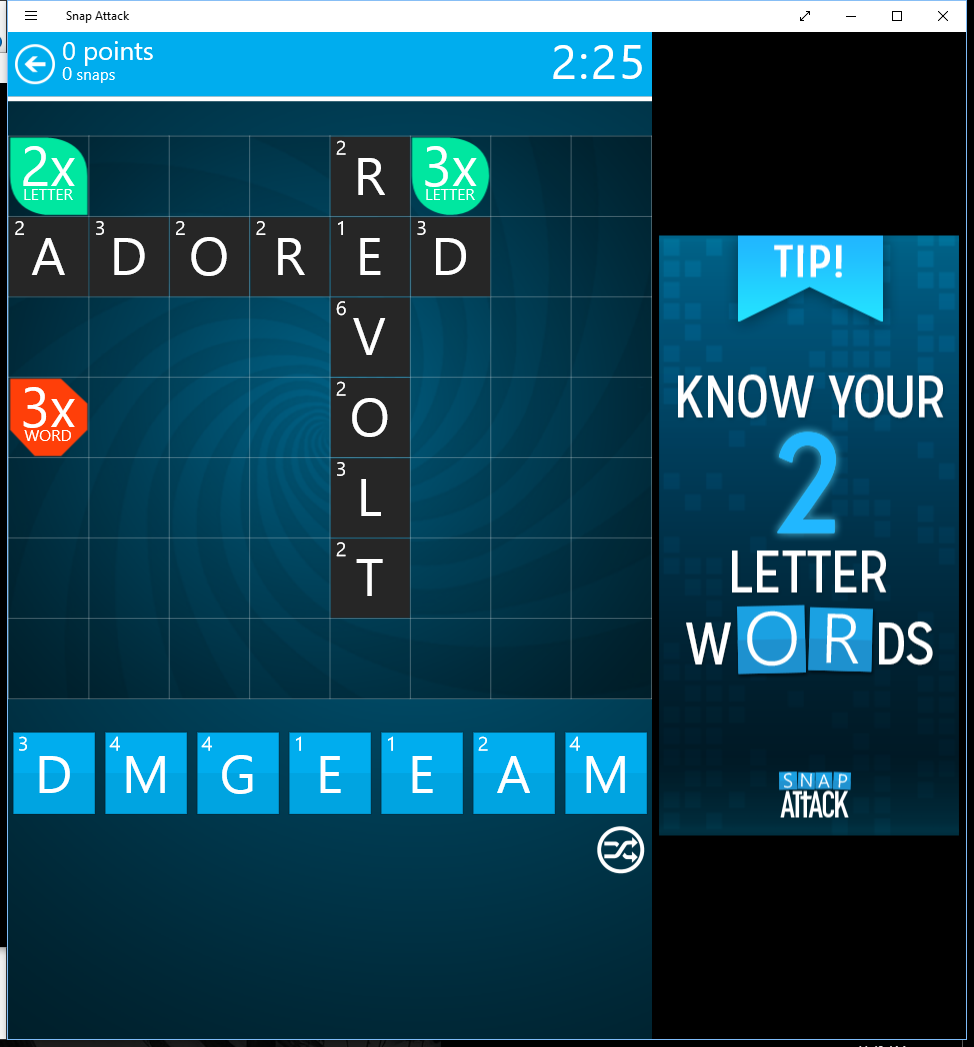 Snap Attack
0 points
0 snaps
2:25
2x
LETTER
2 R
3x
LETTER
2 A 3 D 2 O 2 R 1 E 3 D
6 V
3x
WORD
2 O
3 L
2 T
3 D 4 M 4 G 1 E 1 E 2 A 4 M
TIP!
KNOW YOUR
2
LETTER
WORDS
SNAP
ATTACK